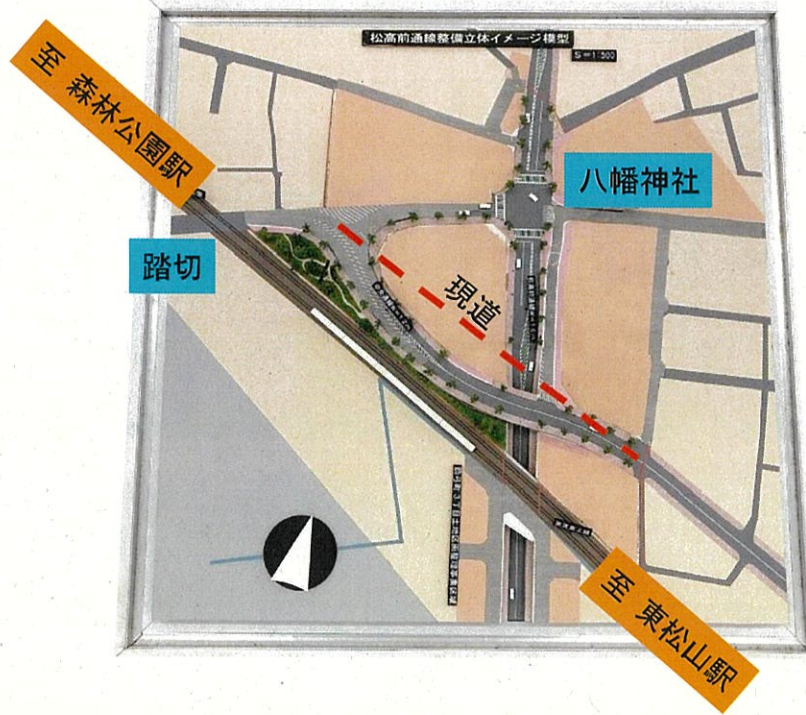 松高前通線整備立体イメージ模型
S=1:500
至 森林公園駅
八幡神社
踏切
現道
至 東松山駅